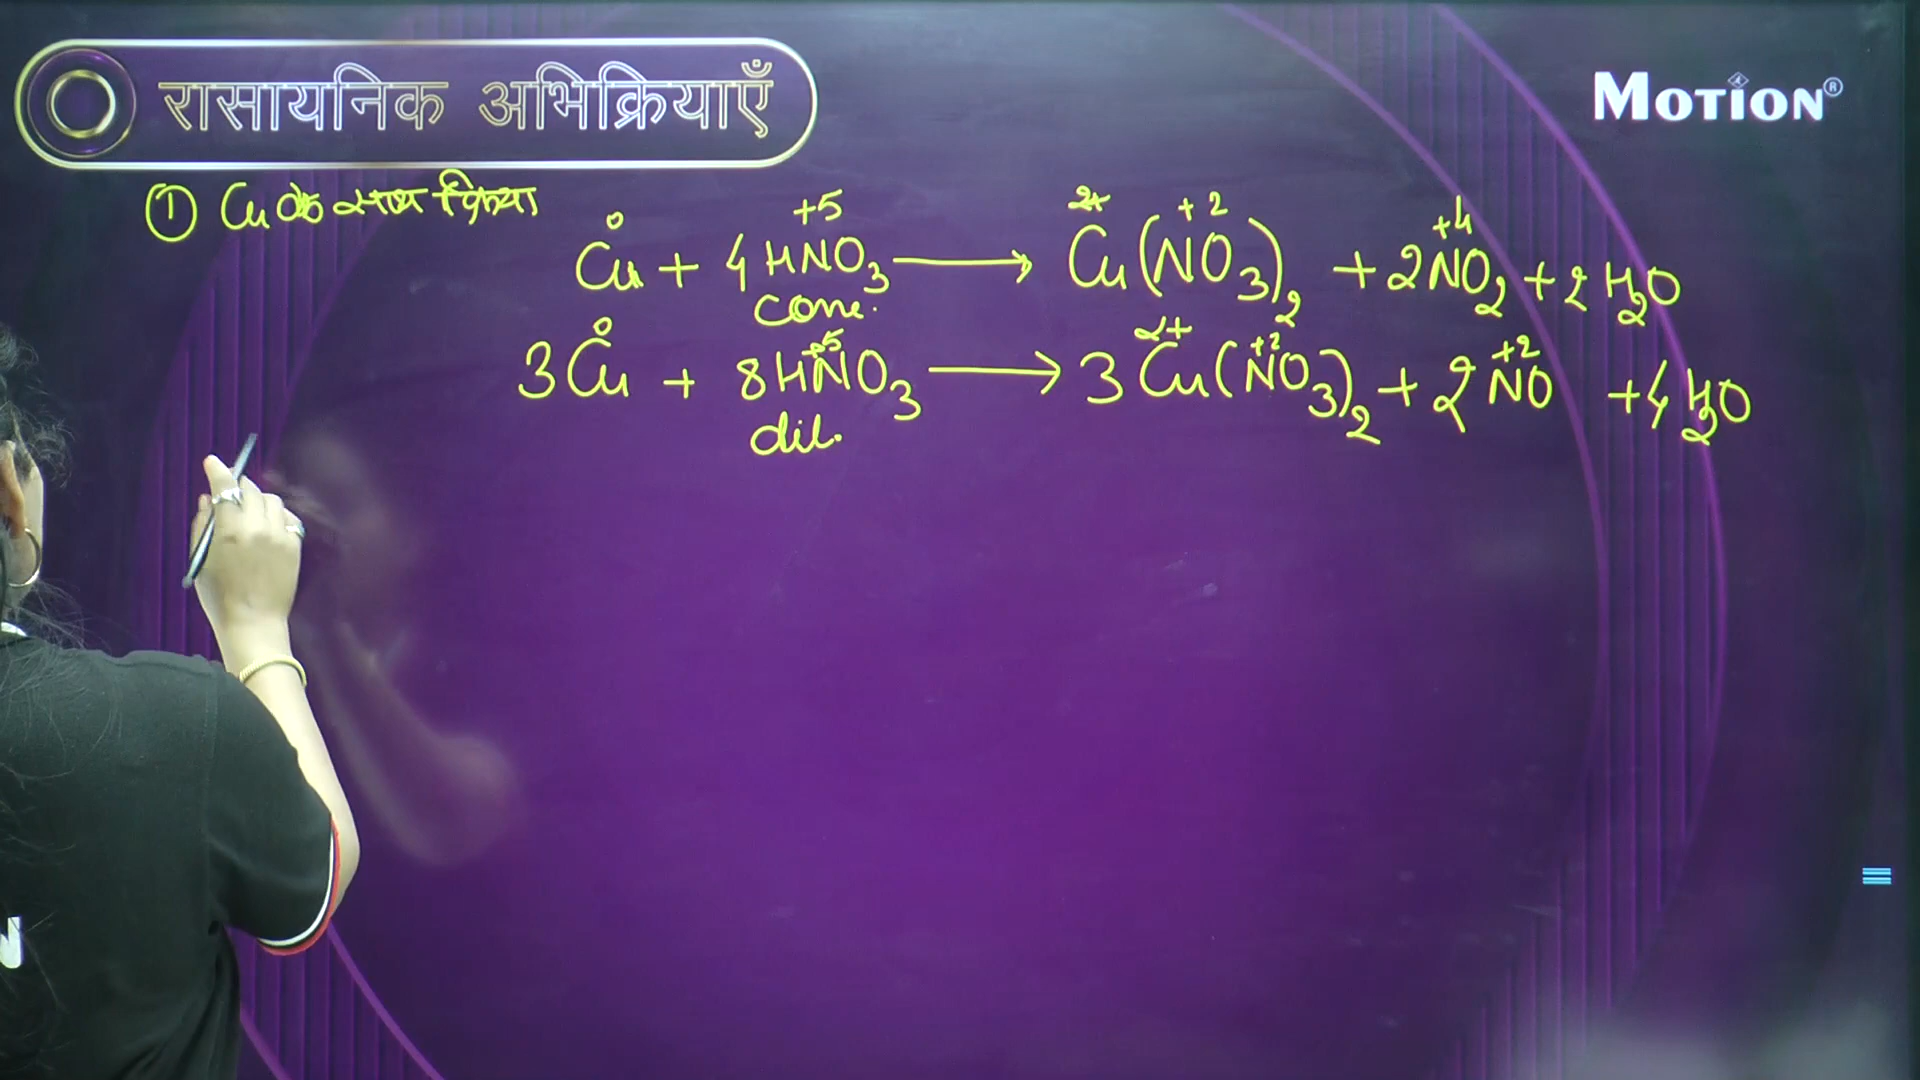 रासायनिक अभिक्रियाएँ
MOTION®
① Cu के साथ क्रिया
0 +5 2+ +2 +4
Cu + 4HNO₃ ⟶ Cu(NO₃)₂ + 2NO₂ + 2H₂O
conc.
0 +5 2+ +2 +2
3Cu + 8HNO₃ ⟶ 3Cu(NO₃)₂ + 2NO + 4H₂O
dil.
N